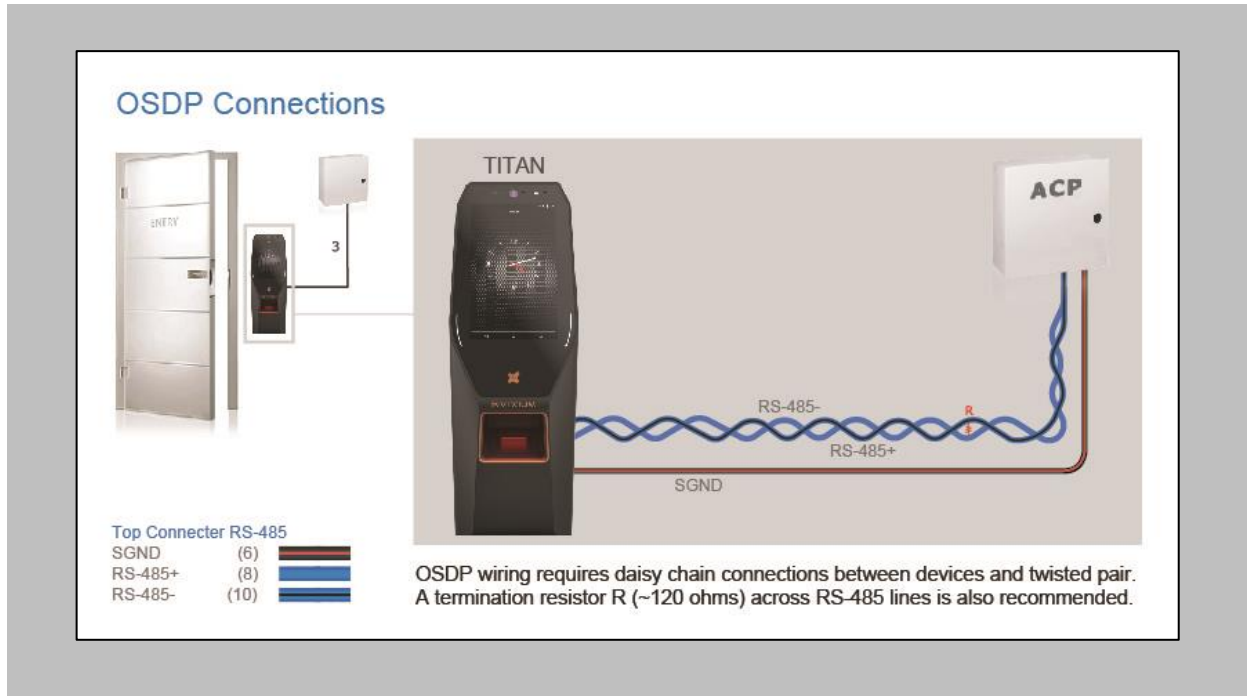 OSDP Connections
ENTRY
3
TITAN
ACP
RS-485-
R
RS-485+
SGND
Top Connecter RS-485
SGND (6)
RS-485+ (8)
RS-485- (10)
OSDP wiring requires daisy chain connections between devices and twisted pair.
A termination resistor R (~120 ohms) across RS-485 lines is also recommended.